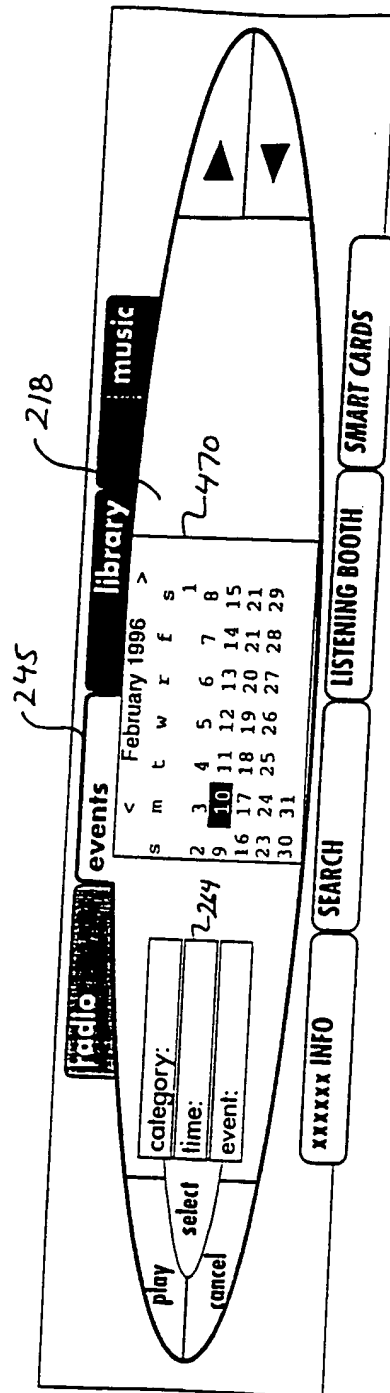 245
218
radio
events
library
music
< February 1996 >
470
s m t w r f s
1
2 3 4 5 6 7 8
9 10 11 12 13 14 15
16 17 18 19 20 21 21
23 24 25 26 27 28 29
30 31
264
play
select
cancel
category:
time:
event:
xxxxxx INFO
SEARCH
LISTENING BOOTH
SMART CARDS